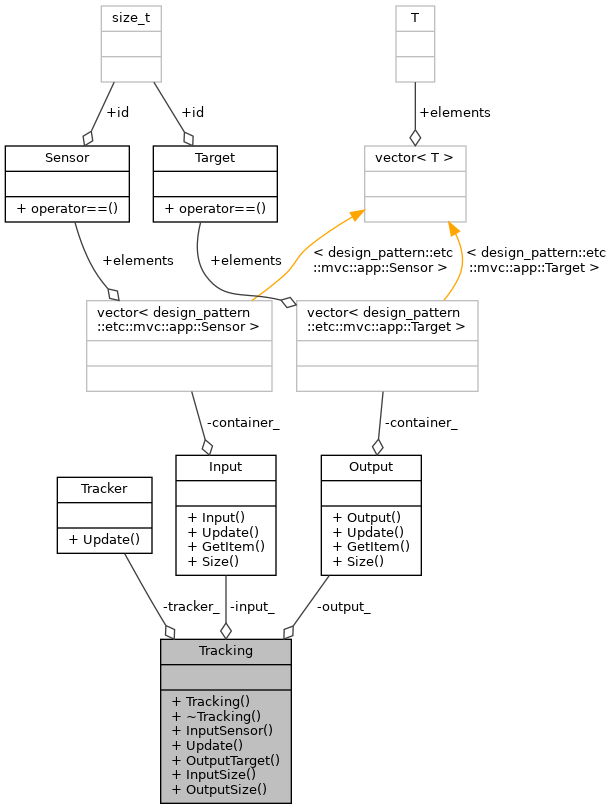 size_t
T
+id
+id
+elements
Sensor
+ operator==()
Target
+ operator==()
vector< T >
+elements
+elements
< design_pattern::etc
::mvc::app::Sensor >
< design_pattern::etc
::mvc::app::Target >
vector< design_pattern
::etc::mvc::app::Sensor >
vector< design_pattern
::etc::mvc::app::Target >
-container_
-container_
Tracker
+ Update()
Input
+ Input()
+ Update()
+ GetItem()
+ Size()
Output
+ Output()
+ Update()
+ GetItem()
+ Size()
-tracker_
-input_
-output_
Tracking
+ Tracking()
+ ~Tracking()
+ InputSensor()
+ Update()
+ OutputTarget()
+ InputSize()
+ OutputSize()